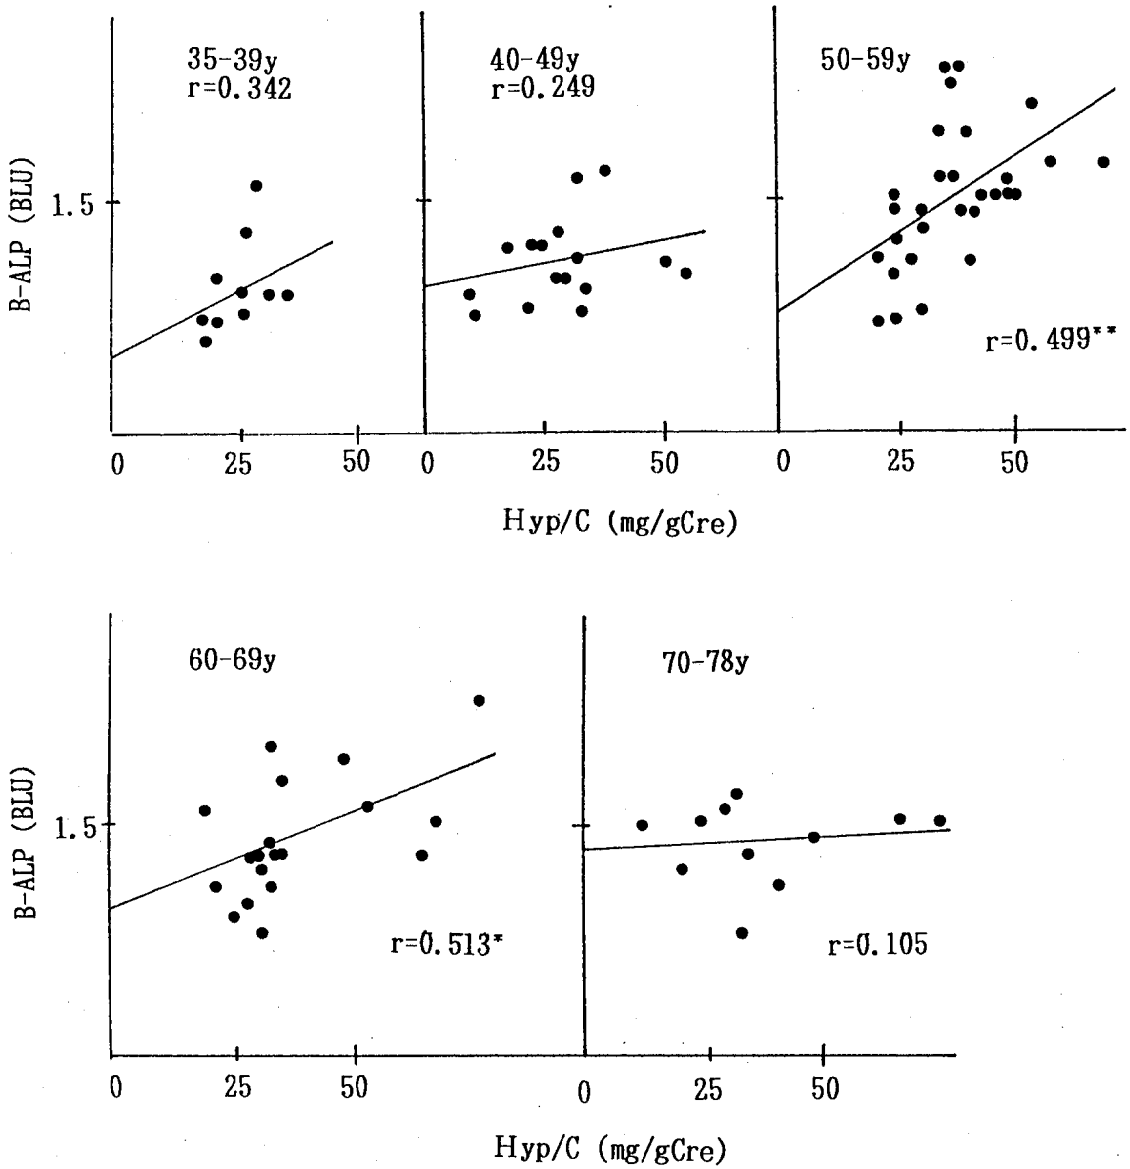 35-39y
r=0.342
40-49y
r=0.249
50-59y
r=0.499**
B-ALP (BLU)
1.5
0 25 50 0 25 50 0 25 50
Hyp/C (mg/gCre)
60-69y
r=0.513*
70-78y
r=0.105
B-ALP (BLU)
1.5
0 25 50 0 25 50
Hyp/C (mg/gCre)